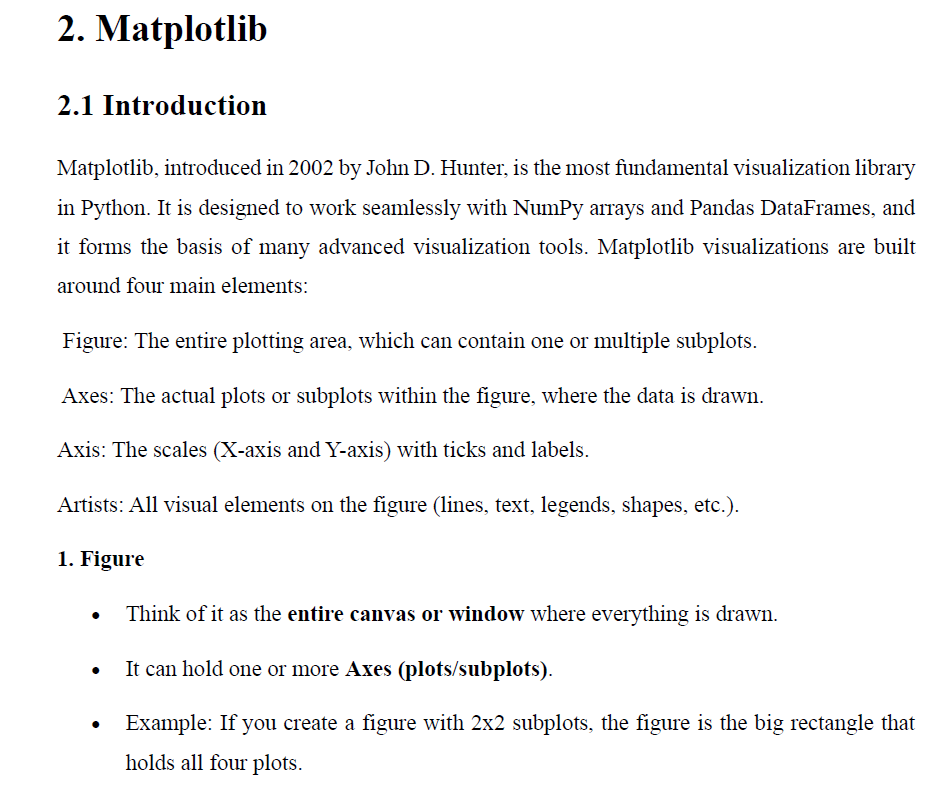 2. Matplotlib
2.1 Introduction
Matplotlib, introduced in 2002 by John D. Hunter, is the most fundamental visualization library
in Python. It is designed to work seamlessly with NumPy arrays and Pandas DataFrames, and
it forms the basis of many advanced visualization tools. Matplotlib visualizations are built
around four main elements:
Figure: The entire plotting area, which can contain one or multiple subplots.
Axes: The actual plots or subplots within the figure, where the data is drawn.
Axis: The scales (X-axis and Y-axis) with ticks and labels.
Artists: All visual elements on the figure (lines, text, legends, shapes, etc.).
1. Figure
• Think of it as the entire canvas or window where everything is drawn.
• It can hold one or more Axes (plots/subplots).
• Example: If you create a figure with 2x2 subplots, the figure is the big rectangle that
holds all four plots.